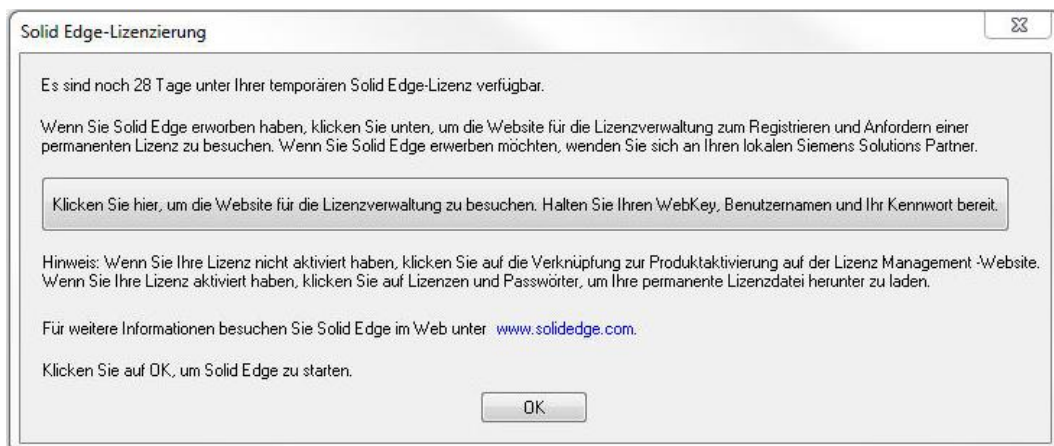 Solid Edge-Lizenzierung
Es sind noch 28 Tage unter Ihrer temporären Solid Edge-Lizenz verfügbar.
Wenn Sie Solid Edge erworben haben, klicken Sie unten, um die Website für die Lizenzverwaltung zum Registrieren und Anfordern einer
permanenten Lizenz zu besuchen. Wenn Sie Solid Edge erwerben möchten, wenden Sie sich an Ihren lokalen Siemens Solutions Partner.
Klicken Sie hier, um die Website für die Lizenzverwaltung zu besuchen. Halten Sie Ihren WebKey, Benutzernamen und Ihr Kennwort bereit.
Hinweis: Wenn Sie Ihre Lizenz nicht aktiviert haben, klicken Sie auf die Verknüpfung zur Produktaktivierung auf der Lizenz Management -Website.
Wenn Sie Ihre Lizenz aktiviert haben, klicken Sie auf Lizenzen und Passwörter, um Ihre permanente Lizenzdatei herunter zu laden.
Für weitere Informationen besuchen Sie Solid Edge im Web unter www.solidedge.com.
Klicken Sie auf OK, um Solid Edge zu starten.
OK